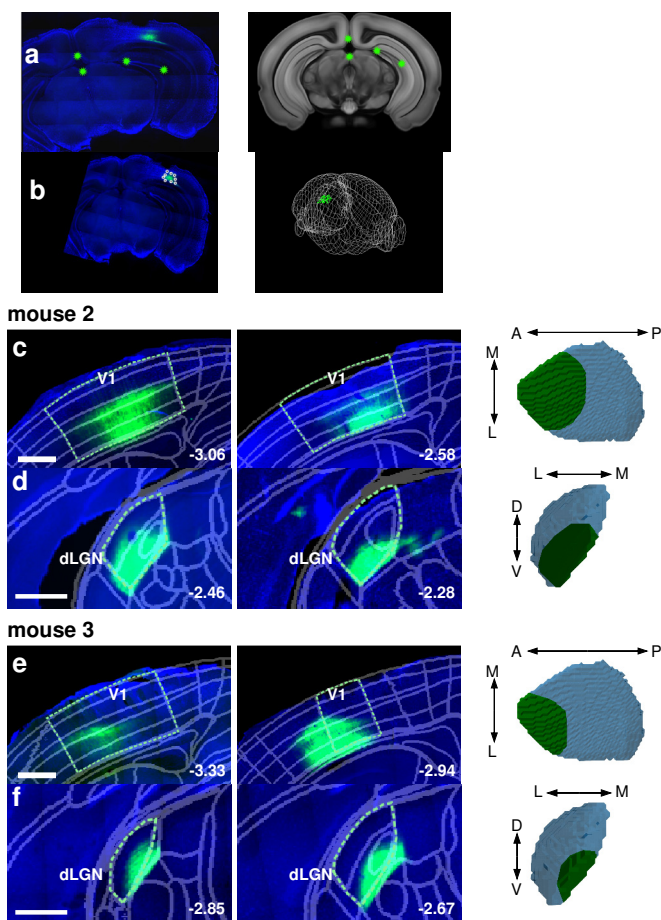 a
b
mouse 2
c
V1
-3.06
V1
-2.58
A
P
M
L
d
dLGN
-2.46
dLGN
-2.28
L
M
D
V
mouse 3
e
V1
-3.33
V1
-2.94
A
P
M
L
f
dLGN
-2.85
dLGN
-2.67
L
M
D
V